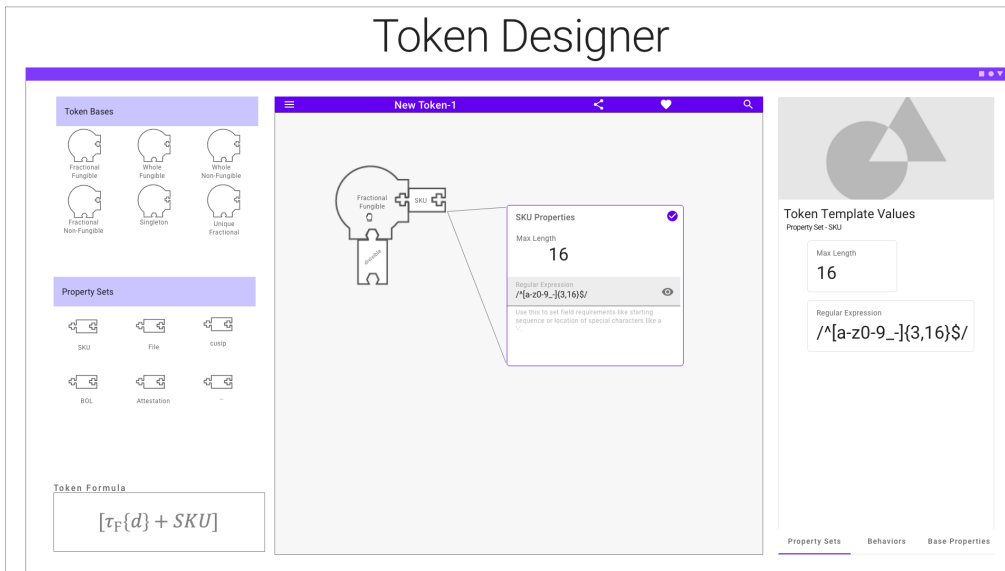 Token Designer
Token Bases
Fractional
Fungible
Whole
Fungible
Whole
Non-Fungible
Fractional
Non-Fungible
Singleton
Unique
Fractional
Property Sets
SKU
File
cusip
BOL
Attestation
...
Token Formula
[τF{d} + SKU]
New Token-1
Fractional
Fungible
SKU
divisible
SKU Properties
Max Length
16
Regular Expression
/^[a-z0-9_-]{3,16}$/
Use this to set field requirements like starting
sequence or location of special characters like a
Token Template Values
Property Set - SKU
Max Length
16
Regular Expression
/^[a-z0-9_-]{3,16}$/
Property Sets
Behaviors
Base Properties